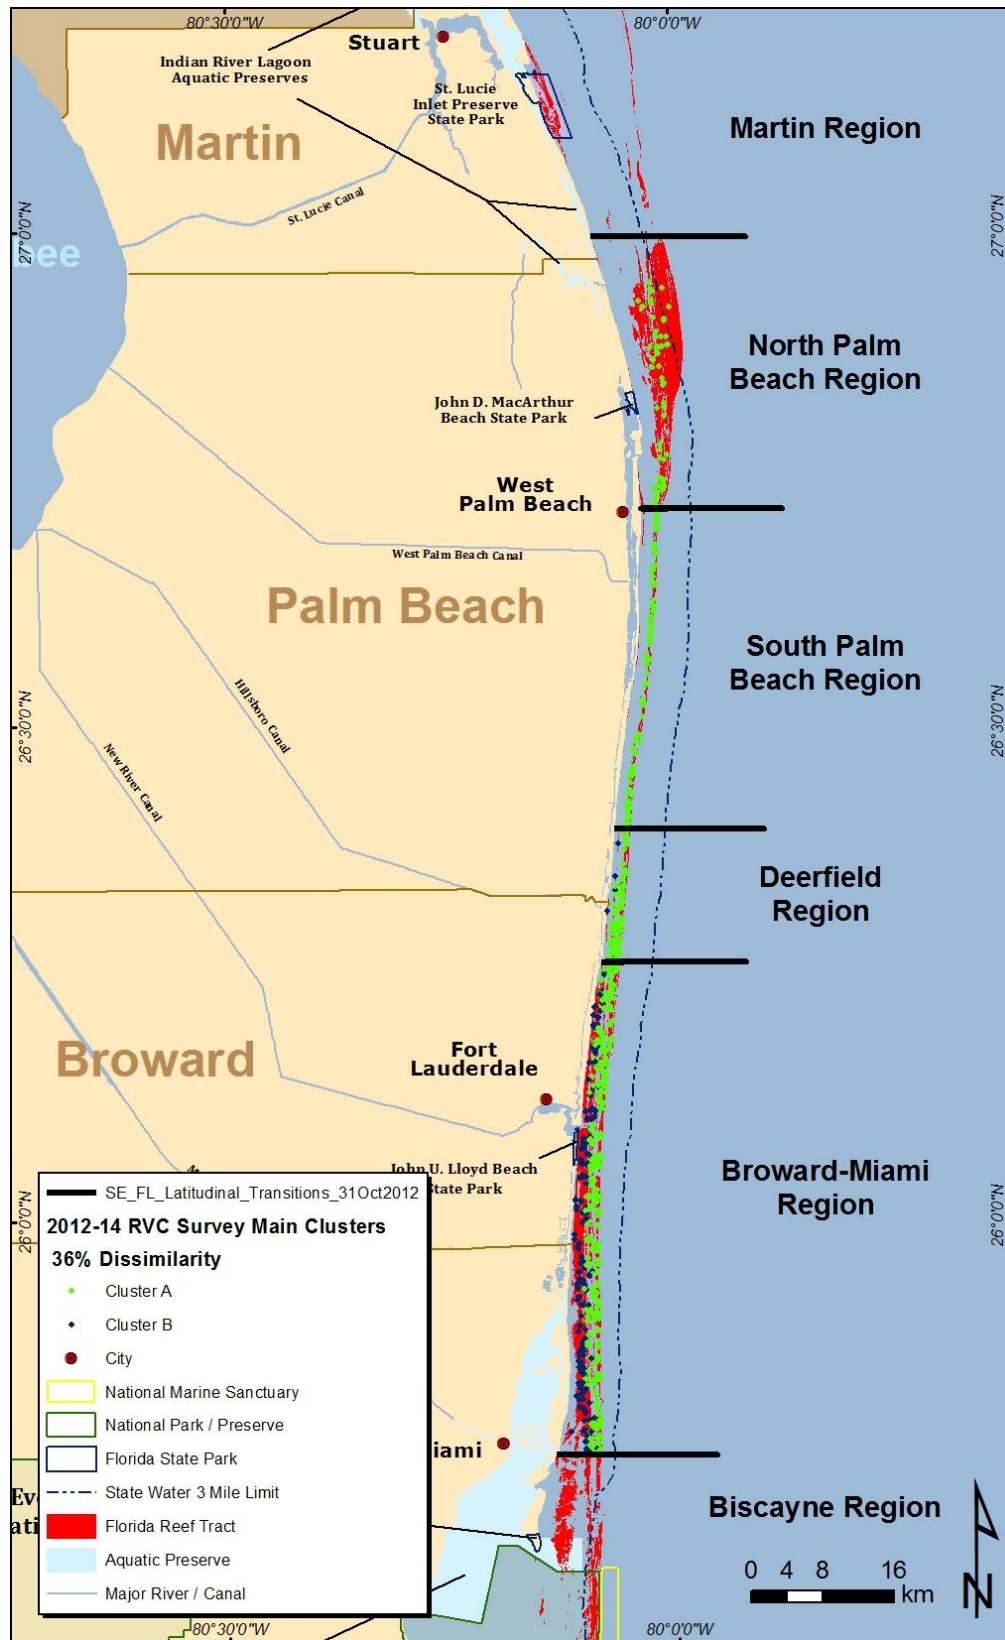 80°30'0"W
80°0'0"W
Stuart
Indian River Lagoon
Aquatic Preserves
St. Lucie
Inlet Preserve
State Park
Martin Region
Martin
St. Lucie Canal
27°0'0"N
27°0'0"N
bee
North Palm
Beach Region
John D. MacArthur
Beach State Park
West
Palm Beach
West Palm Beach Canal
Palm Beach
South Palm
Beach Region
Hillsboro Canal
New River Canal
26°30'0"N
26°30'0"N
Deerfield
Region
Fort
Lauderdale
Broward
John U. Lloyd Beach
State Park
Broward-Miami
Region
26°0'0"N
26°0'0"N
SE_FL_Latitudinal_Transitions_31Oct2012
2012-14 RVC Survey Main Clusters
36% Dissimilarity
Cluster A
Cluster B
City
National Marine Sanctuary
National Park / Preserve
Florida State Park
State Water 3 Mile Limit
Florida Reef Tract
Aquatic Preserve
Major River / Canal
iami
Ev
ati
Biscayne Region
0 4 8 16
km
N
80°30'0"W
80°0'0"W